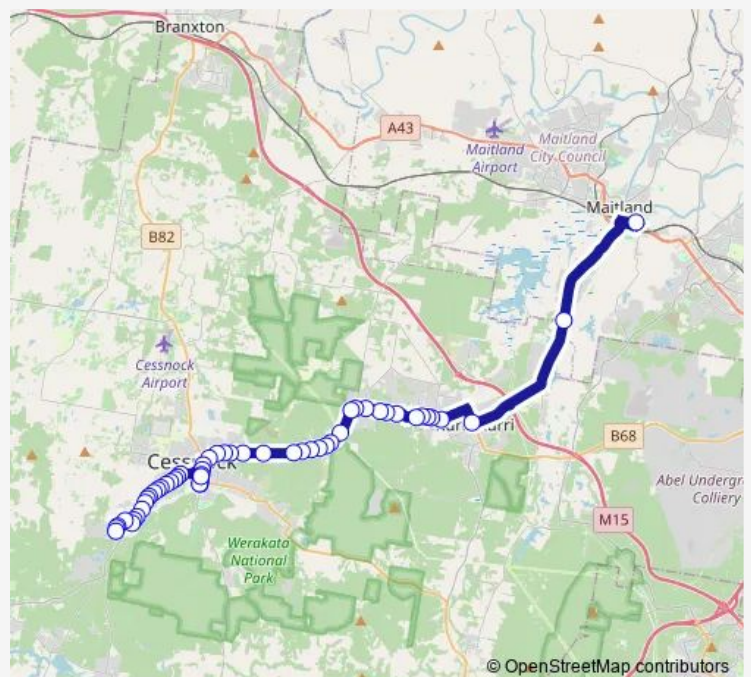 Branxton
A43
Maitland
Airport
Maitland
City Council
Maitland
B82
Cessnock
Airport
B68
Abel Undergr
Colliery
M15
Werakata
National
Park
© OpenStreetMap contributors